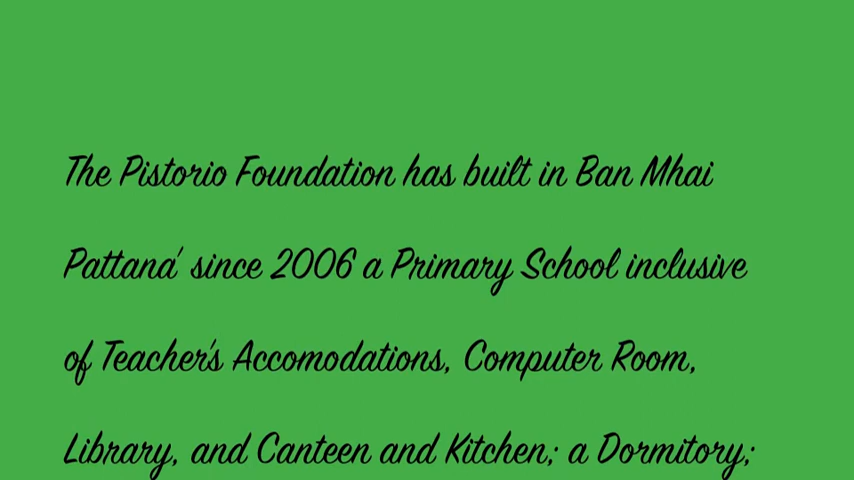 The Pistorio Foundation has built in Ban Mhai
Pattana' since 2006 a Primary School inclusive
of Teacher's Accomodations, Computer Room,
Library, and Canteen and Kitchen; a Dormitory;